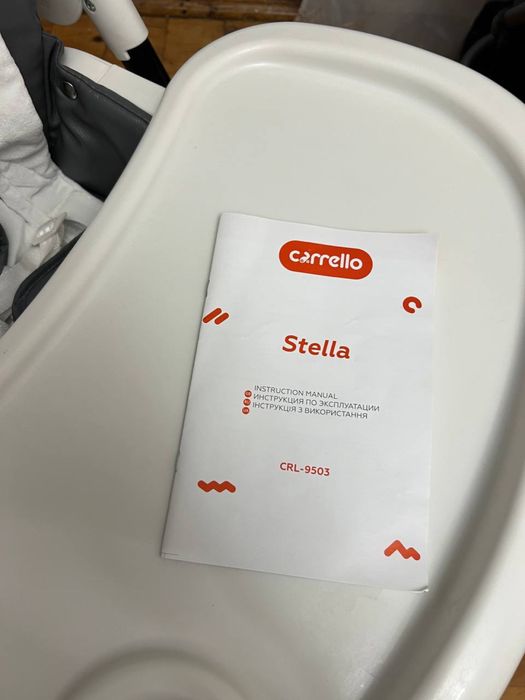 carrello
Stella
INSTRUCTION MANUAL
ИНСТРУКЦИЯ ПО ЭКСПЛУАТАЦИИ
ІНСТРУКЦІЯ З ВИКОРИСТАННЯ
CRL-9503